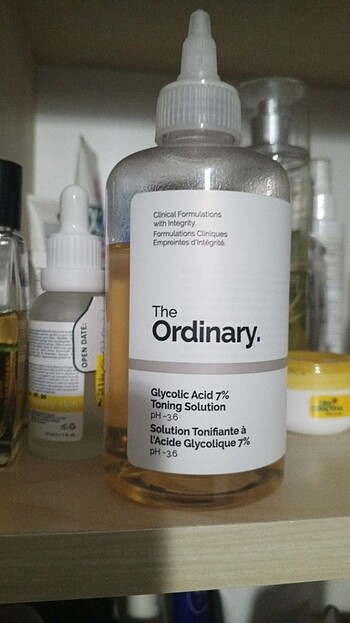 Clinical Formulations
with Integrity.
Formulations Cliniques
Empreintes d'Intégrité.
The
Ordinary.
Glycolic Acid 7%
Toning Solution
pH ~3.6
Solution Tonifiante à
l'Acide Glycolique 7%
pH ~3.6
OPEN DATE: